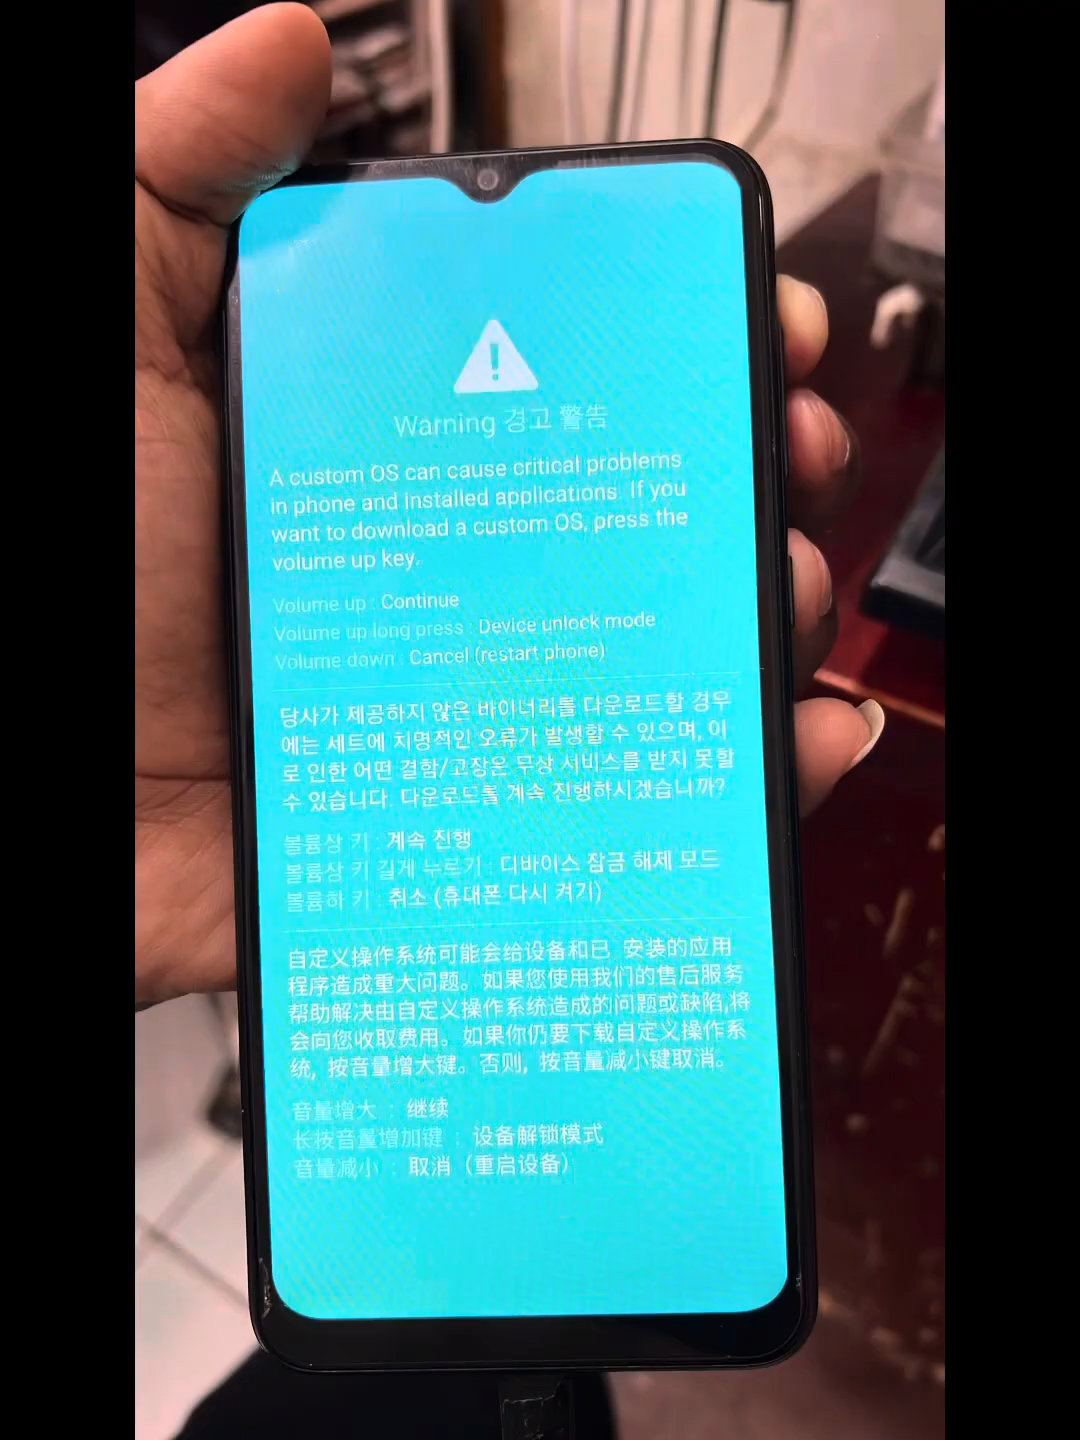 Warning 경고 警告
A custom OS can cause critical problems
in phone and installed applications. If you
want to download a custom OS, press the
volume up key.
Volume up : Continue
Volume up long press : Device unlock mode
Volume down : Cancel (restart phone)
당사가 제공하지 않은 바이너리를 다운로드할 경우
에는 세트에 치명적인 오류가 발생할 수 있으며, 이
로 인한 어떤 결함/고장은 무상 서비스를 받지 못할
수 있습니다. 다운로드를 계속 진행하시겠습니까?
볼륨상 키 : 계속 진행
볼륨상 키 길게 누르기 : 디바이스 잠금 해제 모드
볼륨하 키 : 취소 (휴대폰 다시 켜기)
自定义操作系统可能会给设备和已 安装的应用
程序造成重大问题。如果您使用我们的售后服务
帮助解决由自定义操作系统造成的问题或缺陷,将
会向您收取费用。如果你仍要下载自定义操作系
统, 按音量增大键。否则, 按音量减小键取消。
音量增大 : 继续
长按音量增加键 : 设备解锁模式
音量减小 : 取消（重启设备）